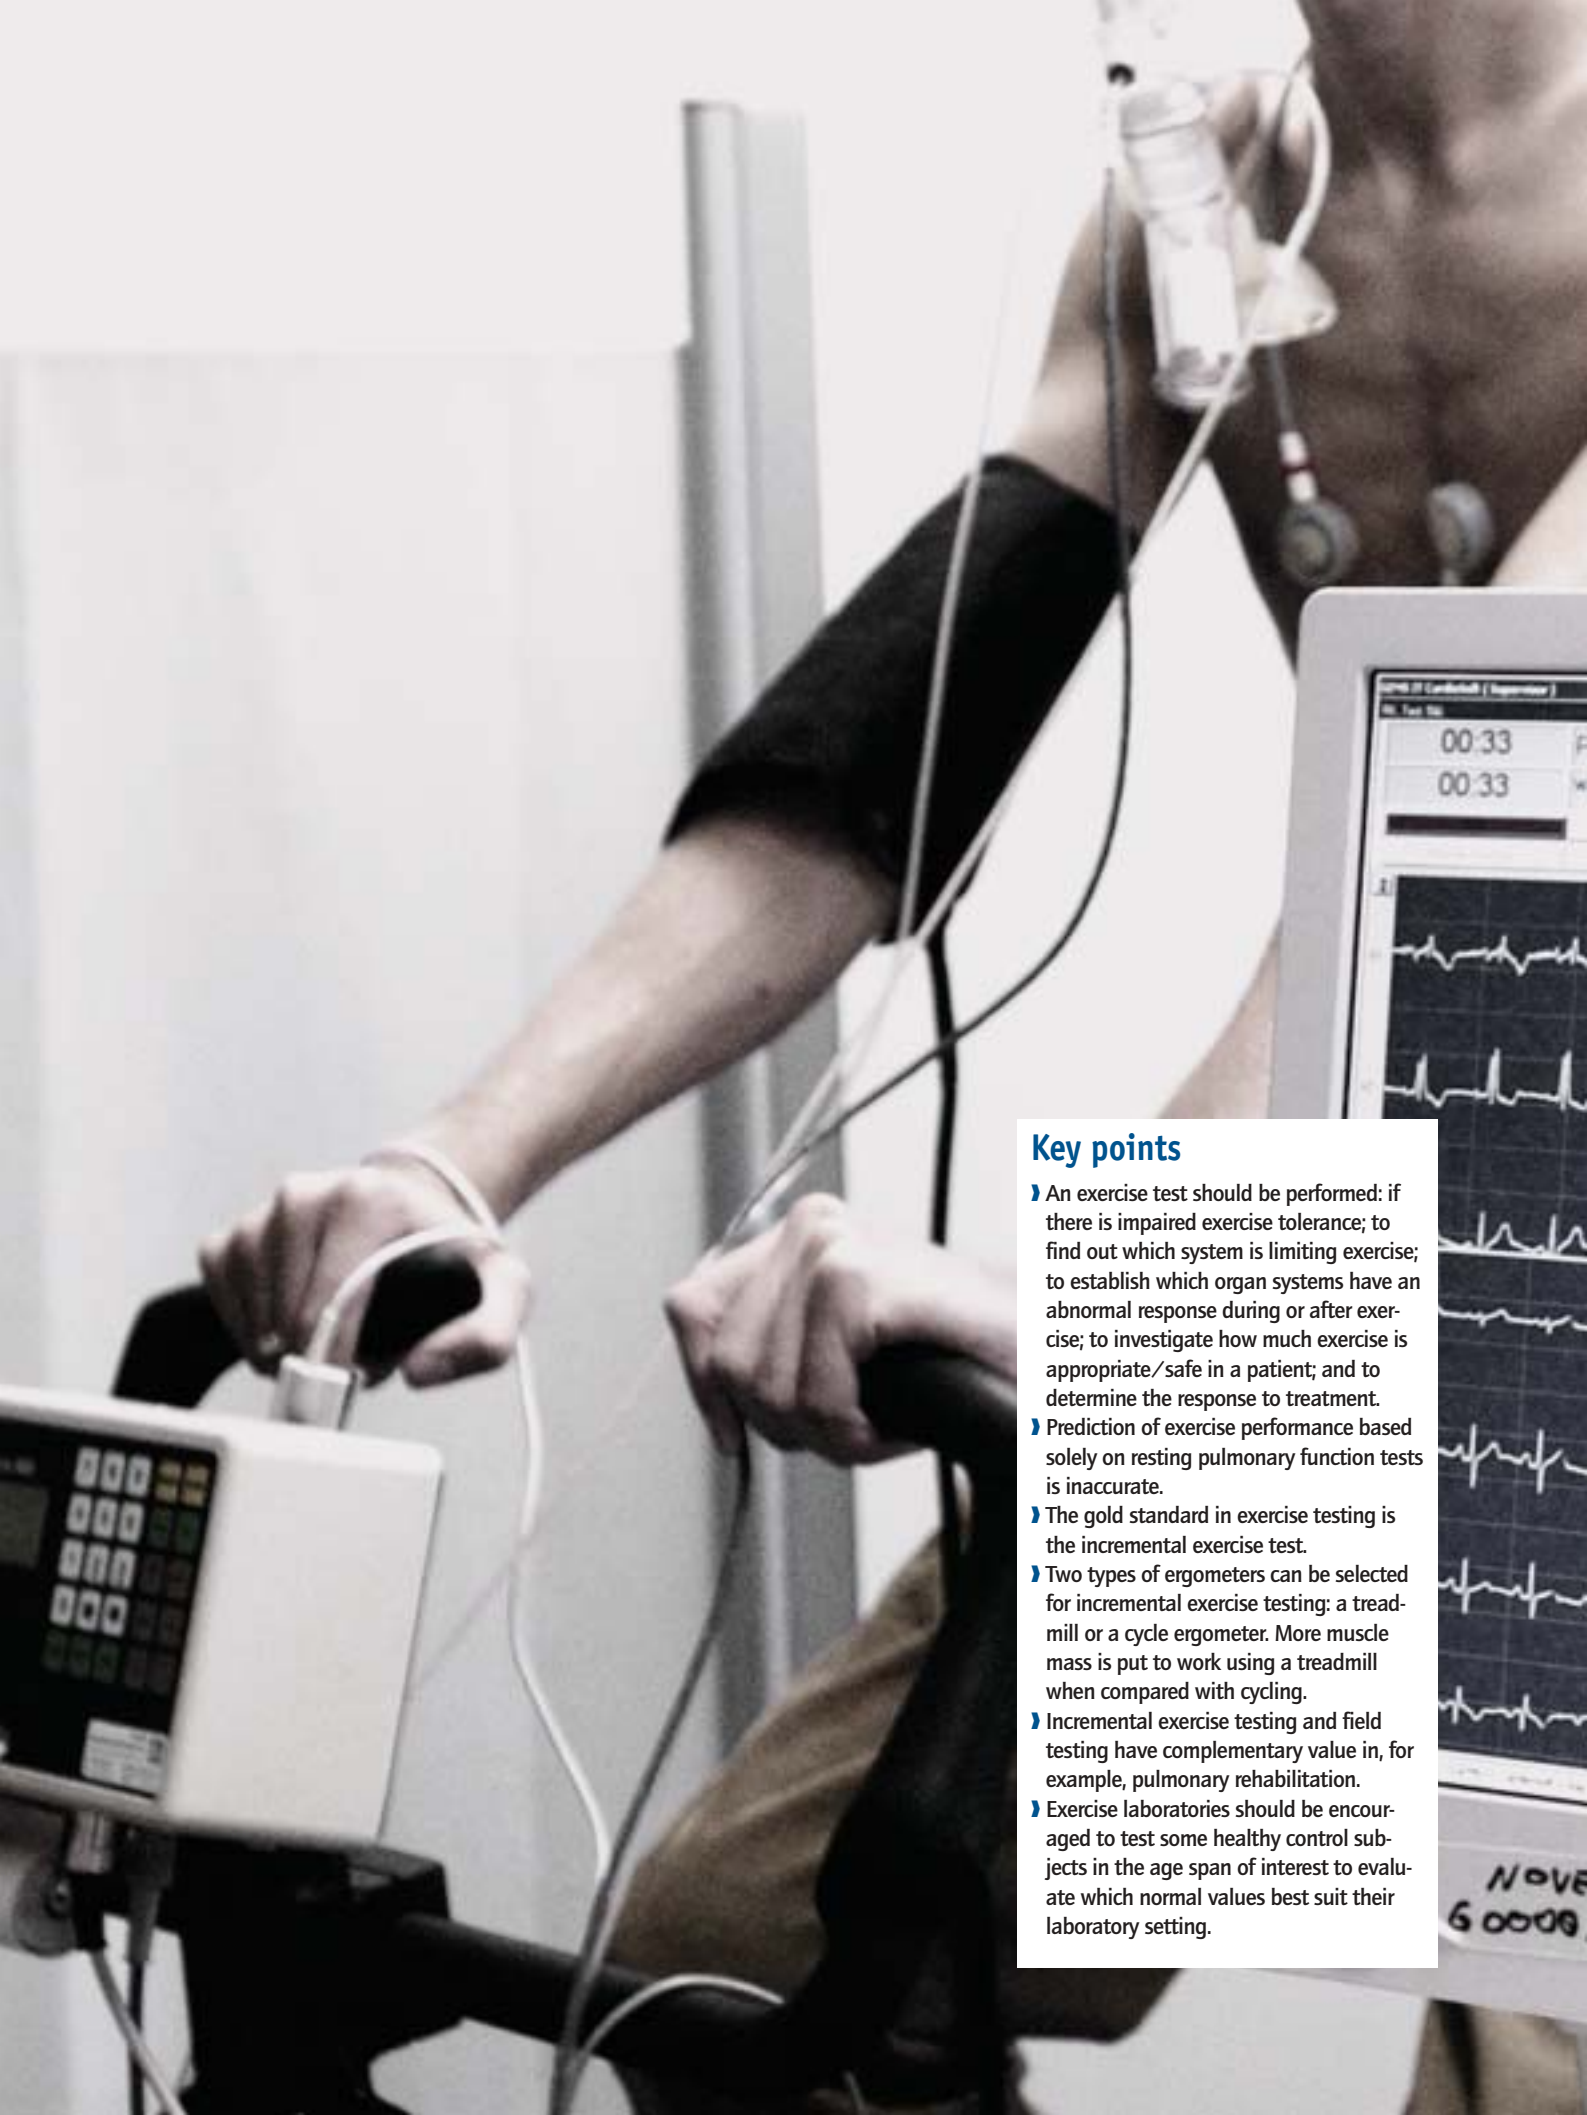 00:33
00:33
Key points
❱ An exercise test should be performed: if
there is impaired exercise tolerance; to
find out which system is limiting exercise;
to establish which organ systems have an
abnormal response during or after exer-
cise; to investigate how much exercise is
appropriate/safe in a patient; and to
determine the response to treatment.
❱ Prediction of exercise performance based
solely on resting pulmonary function tests
is inaccurate.
❱ The gold standard in exercise testing is
the incremental exercise test.
❱ Two types of ergometers can be selected
for incremental exercise testing: a tread-
mill or a cycle ergometer. More muscle
mass is put to work using a treadmill
when compared with cycling.
❱ Incremental exercise testing and field
testing have complementary value in, for
example, pulmonary rehabilitation.
❱ Exercise laboratories should be encour-
aged to test some healthy control sub-
jects in the age span of interest to evalu-
ate which normal values best suit their
laboratory setting.
NOVE